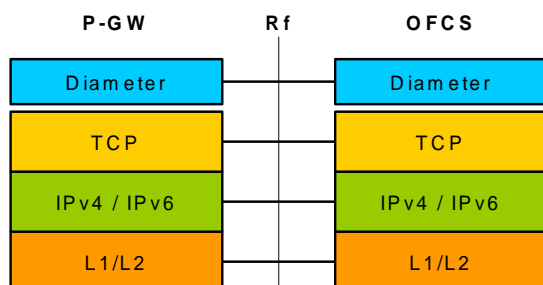 P-GW Rf OFCS
Diameter Diameter
TCP TCP
IPv4 / IPv6 IPv4 / IPv6
L1/L2 L1/L2